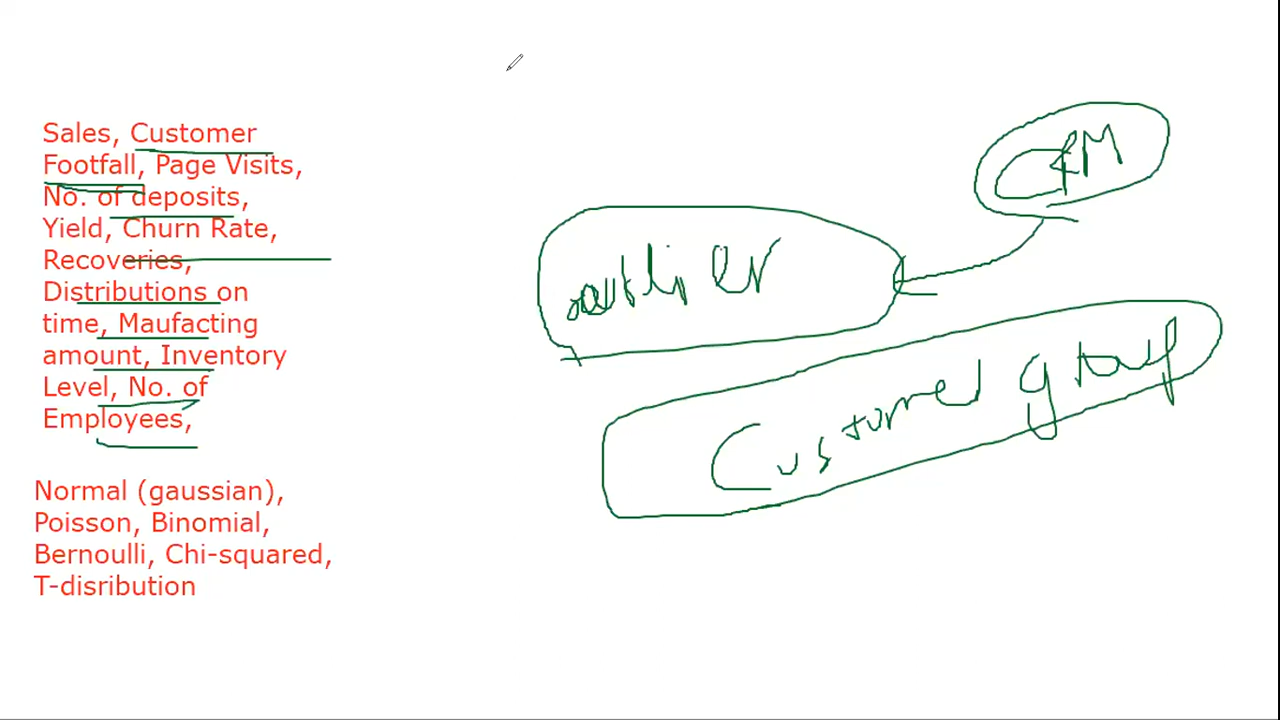 Sales, Customer
Footfall, Page Visits,
No. of deposits,
Yield, Churn Rate,
Recoveries,
Distributions on
time, Maufacting
amount, Inventory
Level, No. of
Employees,
Normal (gaussian),
Poisson, Binomial,
Bernoulli, Chi-squared,
T-disribution
CRM
outlier
Customer group